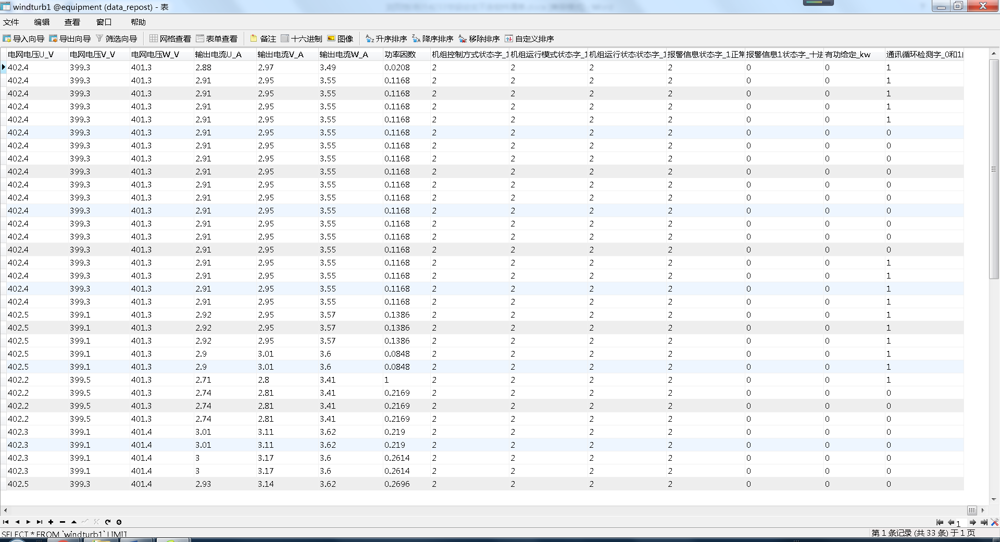 windturb1 @equipment (data_repost) - 表
文件 编辑 查看 窗口 帮助
导入向导 导出向导 筛选向导 网格查看 表单查看 备注 十六进制 图像 升序排序 降序排序 移除排序 自定义排序
电网电压U_V 电网电压V_V 电网电压W_V 输出电流U_A 输出电流V_A 输出电流W_A 功率因数 机组控制方式状态字_1 机组运行模式状态字_1 机组运行状态状态字_1 报警信息状态字_1正常 报警信息1状态字_十进 有功给定_kw 通讯循环检测字_0和1
402.4 399.3 401.3 2.88 2.97 3.49 0.0208 2 2 2 2 0 0 1
402.4 399.3 401.3 2.91 2.95 3.55 0.1168 2 2 2 2 0 0 1
402.4 399.3 401.3 2.91 2.95 3.55 0.1168 2 2 2 2 0 0 1
402.4 399.3 401.3 2.91 2.95 3.55 0.1168 2 2 2 2 0 0 1
402.4 399.3 401.3 2.91 2.95 3.55 0.1168 2 2 2 2 0 0 1
402.4 399.3 401.3 2.91 2.95 3.55 0.1168 2 2 2 2 0 0 0
402.4 399.3 401.3 2.91 2.95 3.55 0.1168 2 2 2 2 0 0 0
402.4 399.3 401.3 2.91 2.95 3.55 0.1168 2 2 2 2 0 0 0
402.4 399.3 401.3 2.91 2.95 3.55 0.1168 2 2 2 2 0 0 0
402.4 399.3 401.3 2.91 2.95 3.55 0.1168 2 2 2 2 0 0 0
402.4 399.3 401.3 2.91 2.95 3.55 0.1168 2 2 2 2 0 0 0
402.4 399.3 401.3 2.91 2.95 3.55 0.1168 2 2 2 2 0 0 0
402.4 399.3 401.3 2.91 2.95 3.55 0.1168 2 2 2 2 0 0 0
402.4 399.3 401.3 2.91 2.95 3.55 0.1168 2 2 2 2 0 0 0
402.4 399.3 401.3 2.91 2.95 3.55 0.1168 2 2 2 2 0 0 0
402.4 399.3 401.3 2.91 2.95 3.55 0.1168 2 2 2 2 0 0 1
402.4 399.3 401.3 2.91 2.95 3.55 0.1168 2 2 2 2 0 0 1
402.4 399.3 401.3 2.91 2.95 3.55 0.1168 2 2 2 2 0 0 1
402.4 399.3 401.3 2.91 2.95 3.55 0.1168 2 2 2 2 0 0 1
402.5 399.1 401.3 2.92 2.95 3.57 0.1386 2 2 2 2 0 0 1
402.5 399.1 401.3 2.92 2.95 3.57 0.1386 2 2 2 2 0 0 1
402.5 399.1 401.3 2.92 2.95 3.57 0.1386 2 2 2 2 0 0 1
402.5 399.1 401.3 2.9 3.01 3.6 0.0848 2 2 2 2 0 0 1
402.5 399.1 401.3 2.9 3.01 3.6 0.0848 2 2 2 2 0 0 1
402.2 399.5 401.3 2.71 2.8 3.41 1 2 2 2 2 0 0 1
402.2 399.5 401.3 2.74 2.81 3.41 0.2169 2 2 2 2 0 0 0
402.2 399.5 401.3 2.74 2.81 3.41 0.2169 2 2 2 2 0 0 0
402.2 399.5 401.3 2.74 2.81 3.41 0.2169 2 2 2 2 0 0 0
402.3 399.1 401.4 3.01 3.11 3.62 0.219 2 2 2 2 0 0 0
402.3 399.1 401.4 3.01 3.11 3.62 0.219 2 2 2 2 0 0 0
402.3 399.1 401.4 3 3.17 3.6 0.2614 2 2 2 2 0 0 0
402.3 399.1 401.4 3 3.17 3.6 0.2614 2 2 2 2 0 0 0
402.5 399.3 401.4 2.93 3.14 3.62 0.2696 2 2 2 2 0 0 0
1
SELECT * FROM `windturb1` LIMIT
第 1 条记录 (共 33 条) 于 1 页